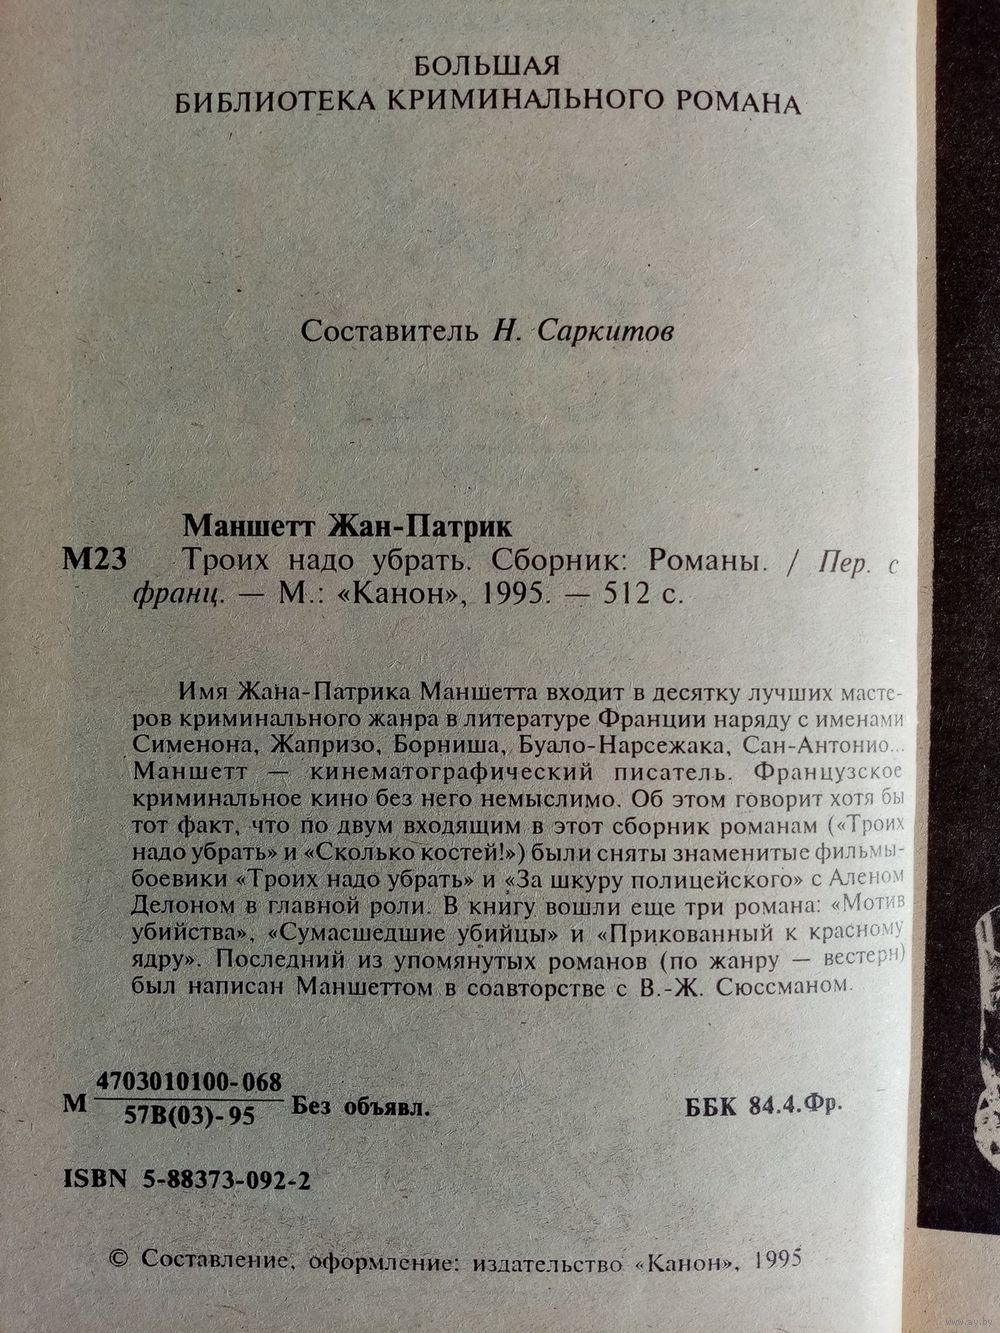 БОЛЬШАЯ
БИБЛИОТЕКА КРИМИНАЛЬНОГО РОМАНА
Составитель Н. Саркитов
Маншетт Жан-Патрик
М23 Троих надо убрать. Сборник: Романы. / Пер. с
франц. — М.: «Канон», 1995. — 512 с.
Имя Жана-Патрика Маншетта входит в десятку лучших масте-
ров криминального жанра в литературе Франции наряду с именами
Сименона, Жапризо, Борниша, Буало-Нарсежака, Сан-Антонио...
Маншетт — кинематографический писатель. Французское
криминальное кино без него немыслимо. Об этом говорит хотя бы
тот факт, что по двум входящим в этот сборник романам («Троих
надо убрать» и «Сколько костей!») были сняты знаменитые фильмы-
боевики «Троих надо убрать» и «За шкуру полицейского» с Аленом
Делоном в главной роли. В книгу вошли еще три романа: «Мотив
убийства», «Сумасшедшие убийцы» и «Прикованный к красному
ядру». Последний из упомянутых романов (по жанру — вестерн)
был написан Маншеттом в соавторстве с В.-Ж. Сюссманом.
М 4703010100-068
57В(03)-95 Без объявл. ББК 84.4.Фр.
ISBN 5-88373-092-2
© Составление, оформление: издательство «Канон», 1995
www.ay.by